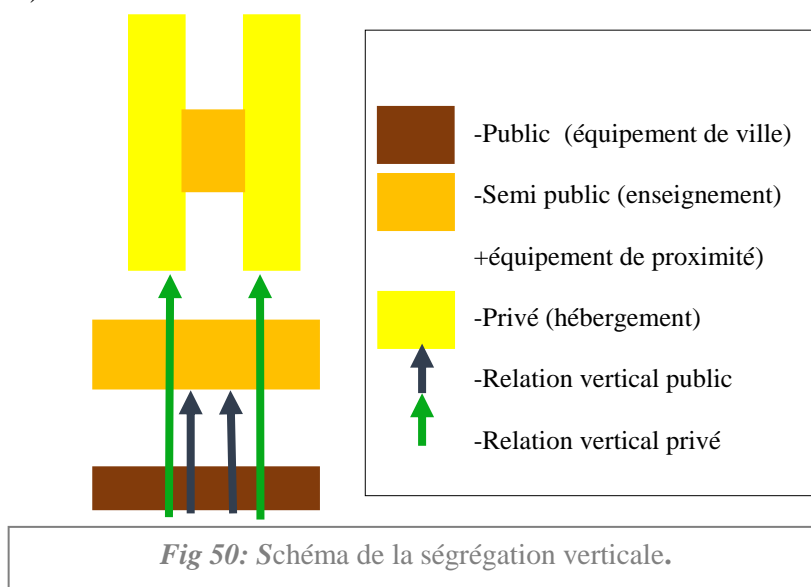 -Public (équipement de ville)
-Semi public (enseignement)
+équipement de proximité)
-Privé (hébergement)
-Relation vertical public
-Relation vertical privé
Fig 50: Schéma de la ségrégation verticale.